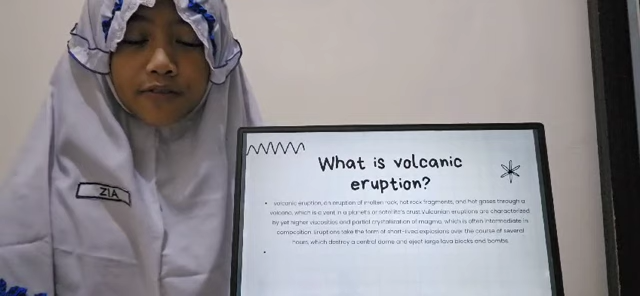 ZIA
What is volcanic
eruption?
• volcanic eruption, an eruption of molten rock, hot rock fragments, and hot gases through a
volcano, which is a vent in a planet's or satellite's crust. Vulcanian eruptions are characterized
by yet higher viscosities and partial crystallization of magma, which is often intermediate in
composition. Eruptions take the form of short-lived explosions over the course of several
hours, which destroy a central dome and eject large lava blocks and bombs.
•